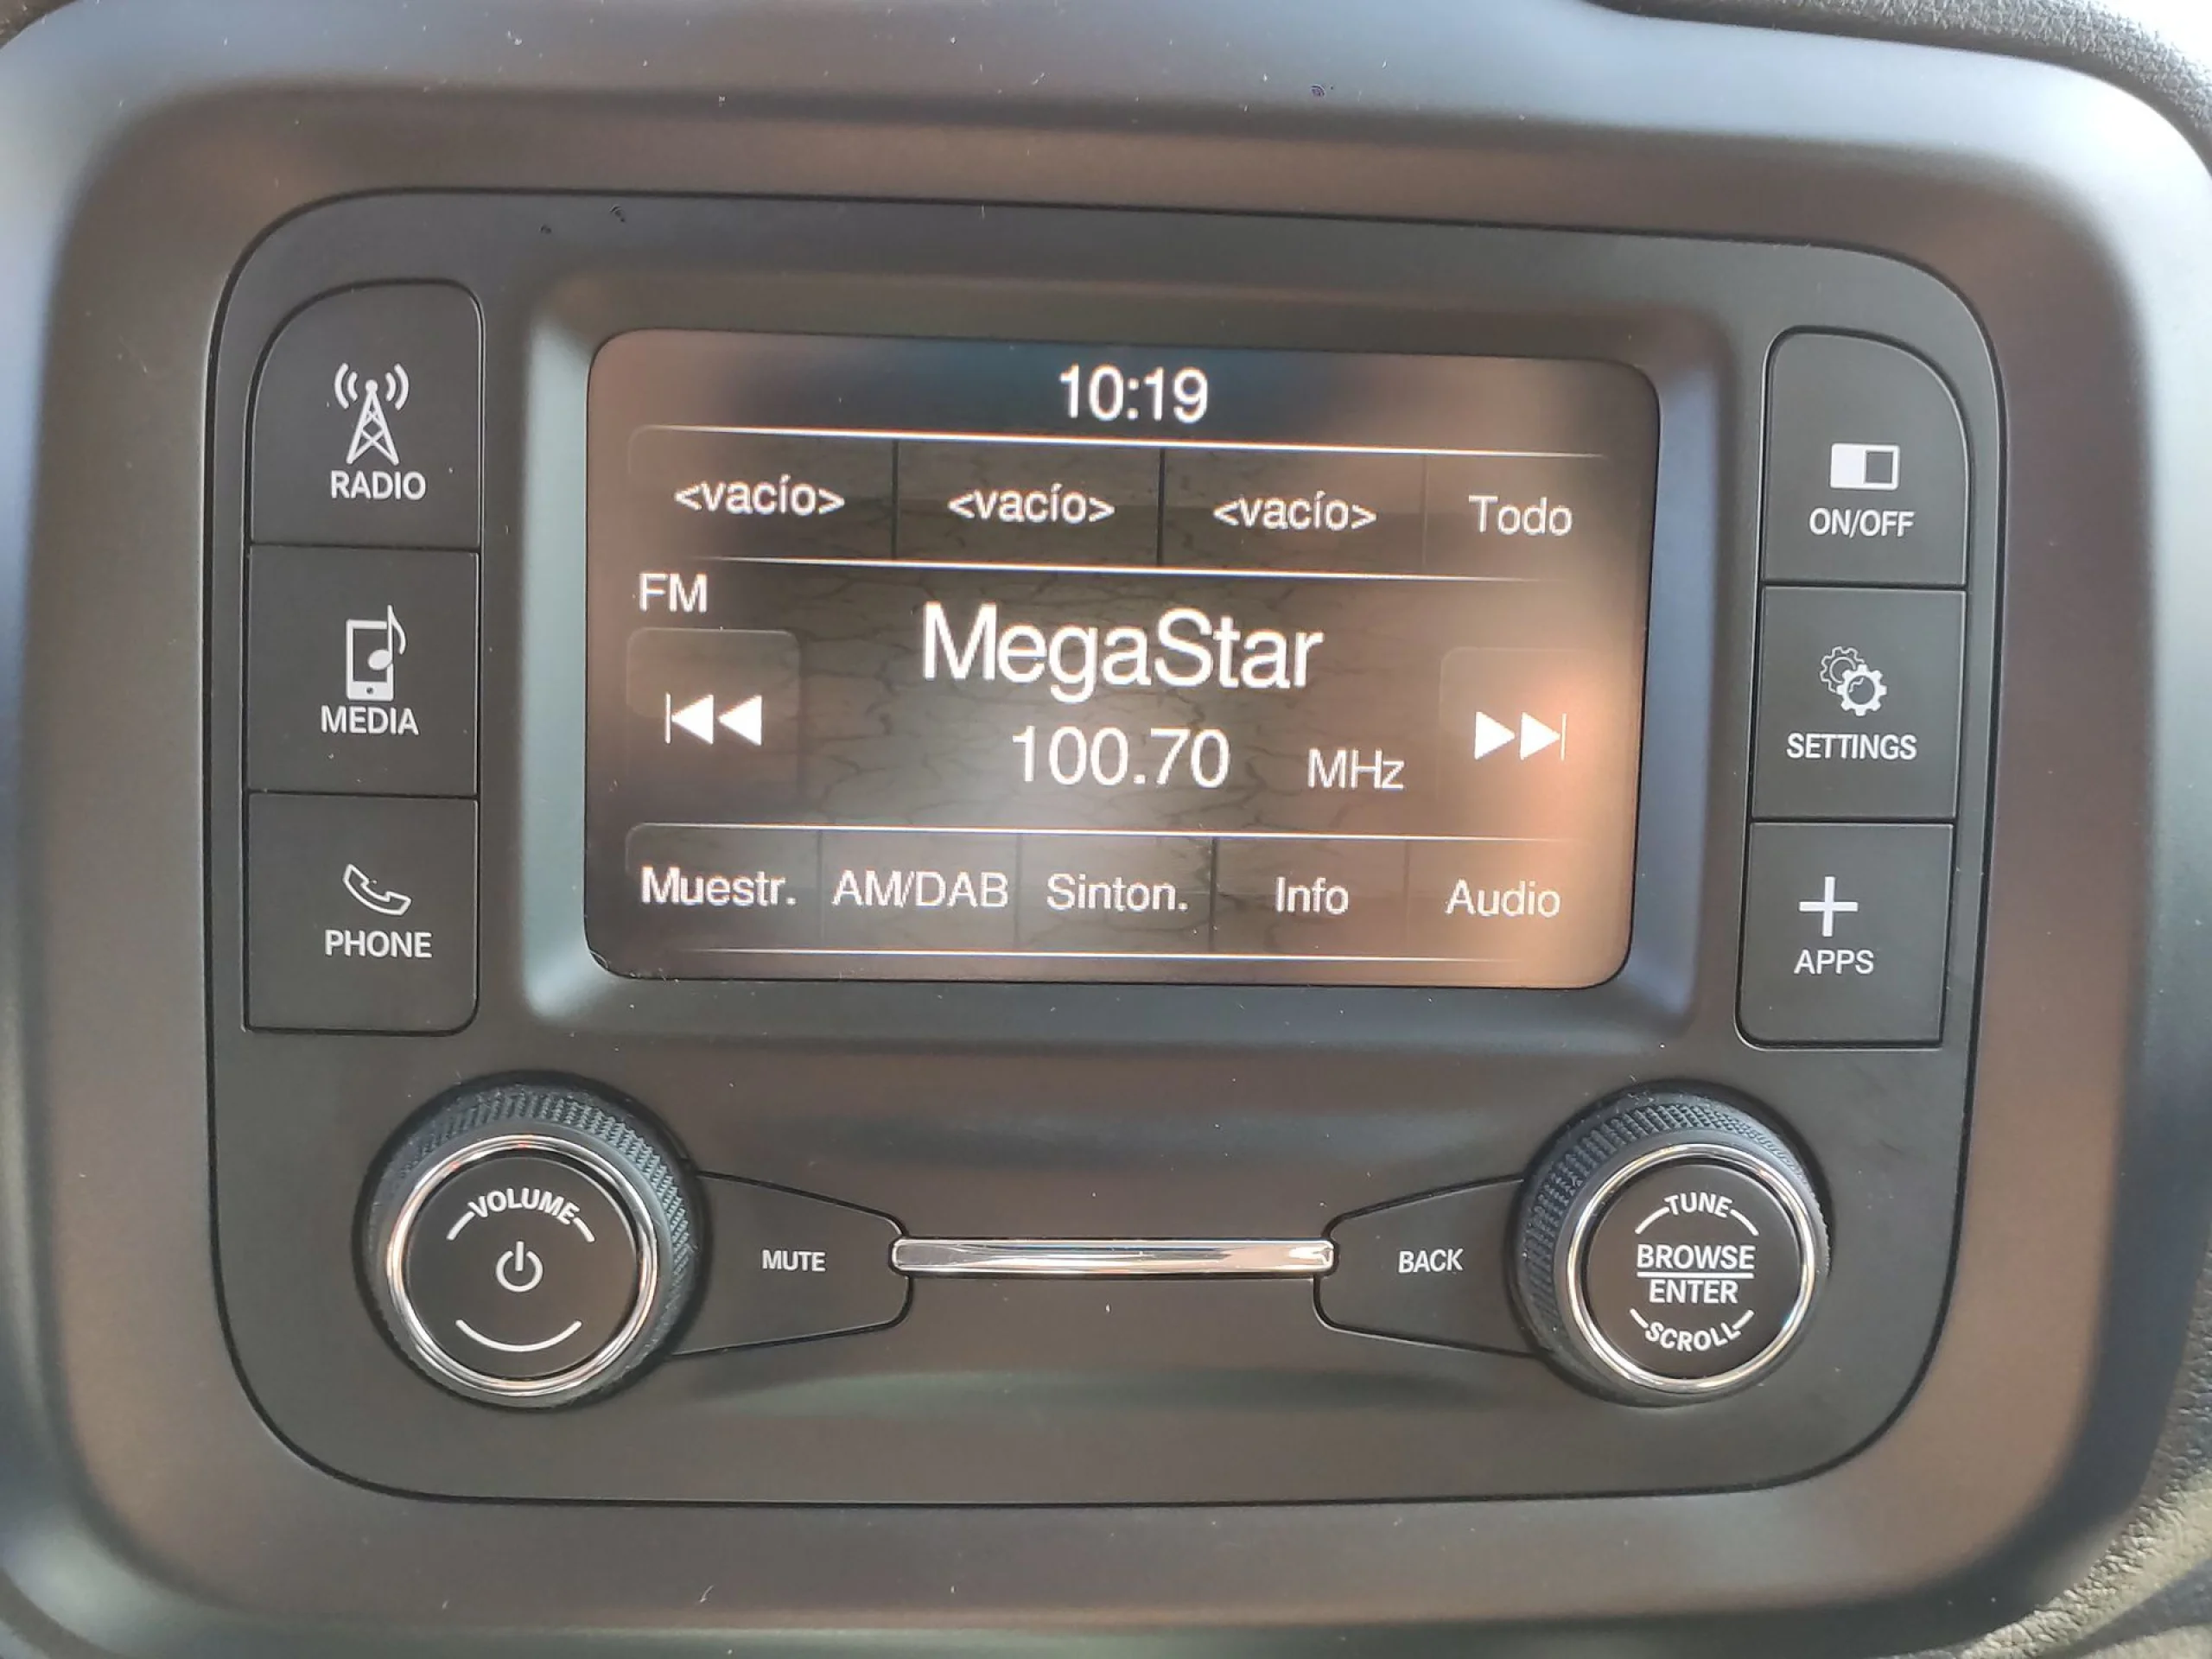 10:19
<vacío> <vacío> <vacío> Todo
FM
MegaStar
100.70 MHz
Muestr. AM/DAB Sinton. Info Audio
RADIO
MEDIA
PHONE
ON/OFF
SETTINGS
APPS
VOLUME
MUTE
BACK
TUNE
BROWSE
ENTER
SCROLL